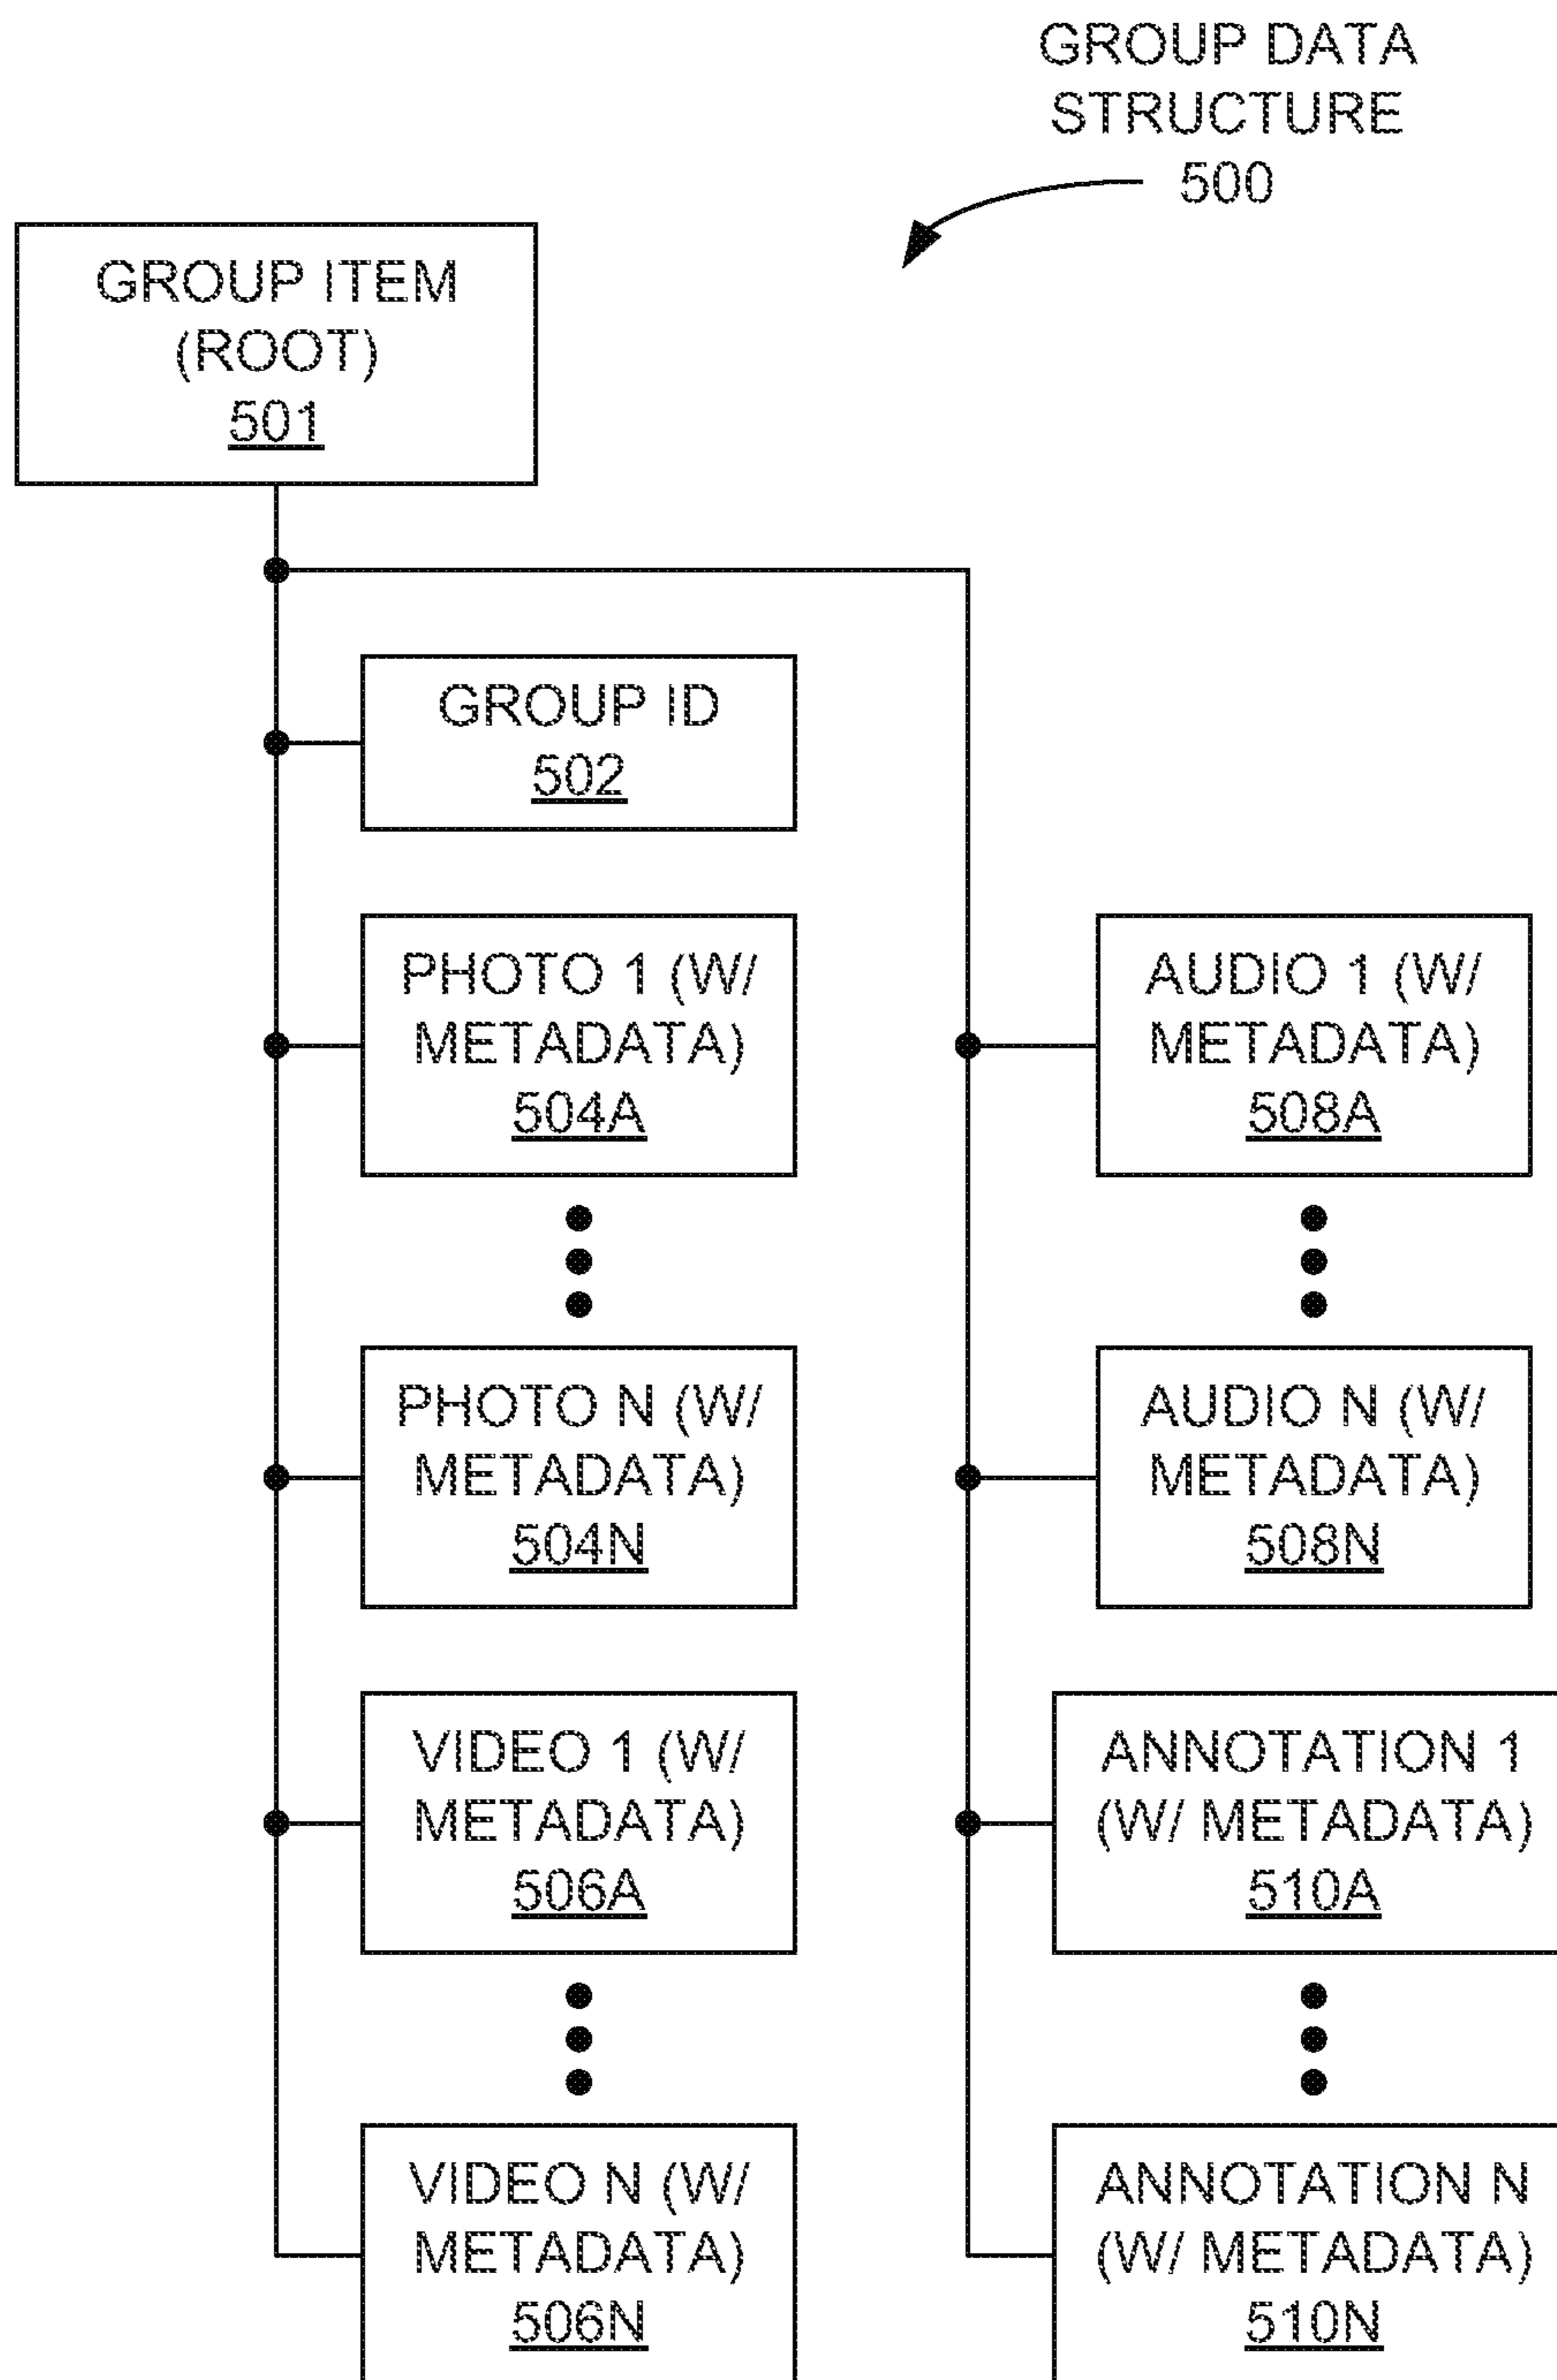 GROUP DATA
STRUCTURE
500
GROUP ITEM
(ROOT)
501
GROUP ID
502
PHOTO 1 (W/
METADATA)
504A
PHOTO N (W/
METADATA)
504N
VIDEO 1 (W/
METADATA)
506A
VIDEO N (W/
METADATA)
506N
AUDIO 1 (W/
METADATA)
508A
AUDIO N (W/
METADATA)
508N
ANNOTATION 1
(W/ METADATA)
510A
ANNOTATION N
(W/ METADATA)
510N